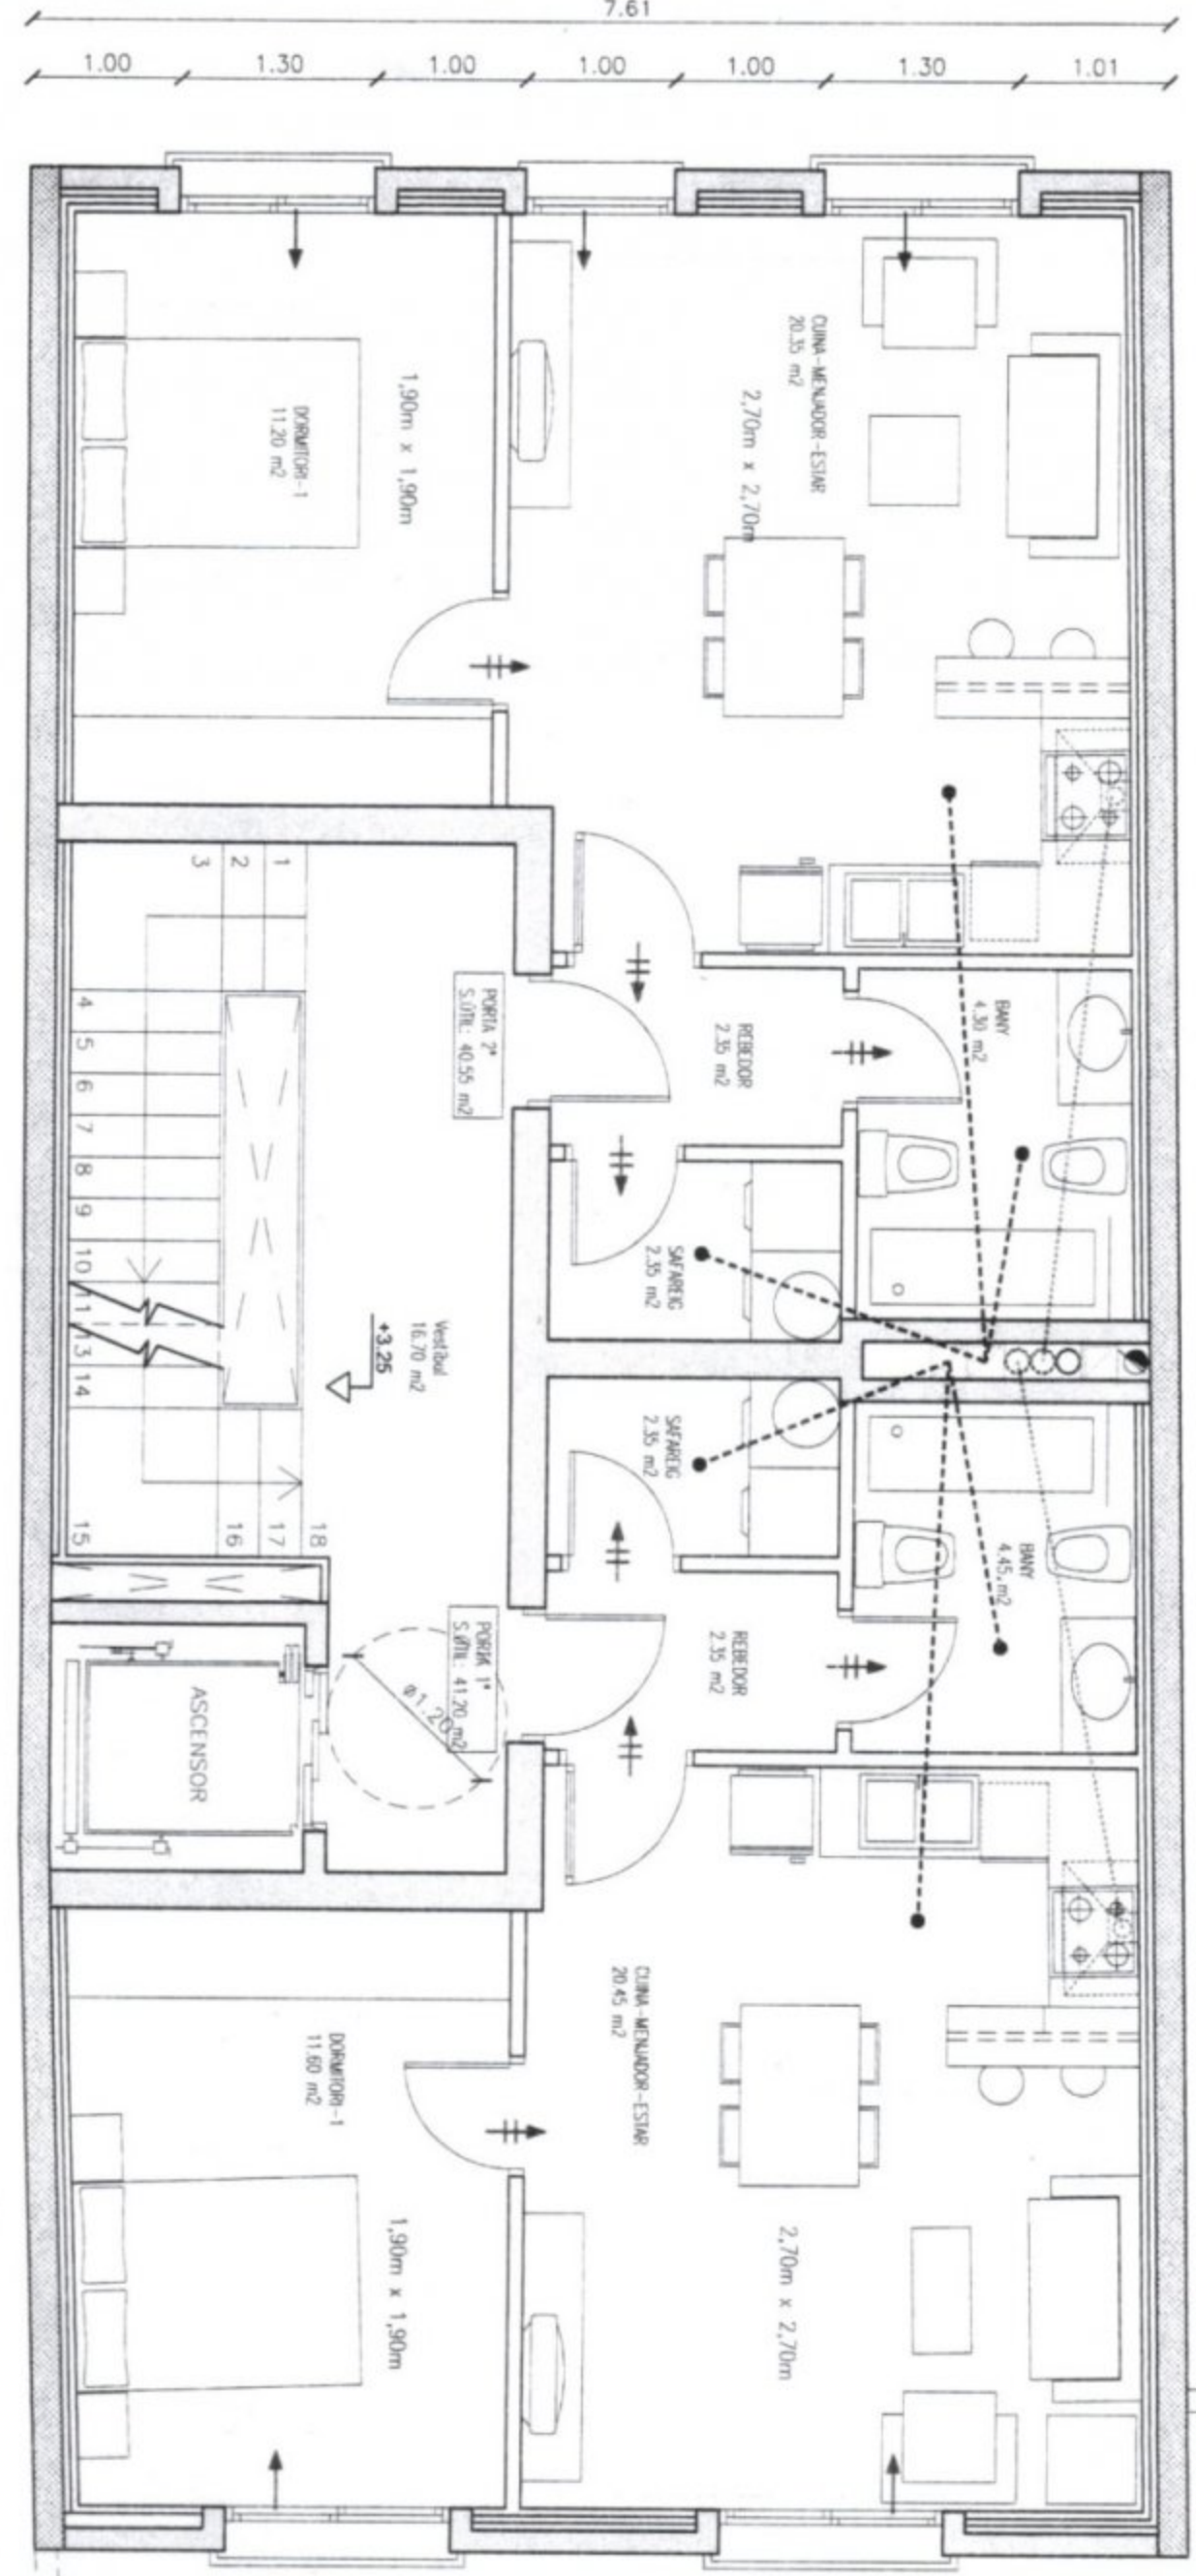 7.61
1.00 1.30 1.00 1.00 1.00 1.30 1.01
CUINA-MENJADOR-ESTAR
20.35 m2
2,70m x 2,70m
1,90m x 1,90m
DORMITORI-1
11.20 m2
1
2
3
4
5
6
7
8
9
10
11
13
14
15
16
17
18
PORTA 2ª
S.ÚTIL: 40.55 m2
REBEDOR
2.35 m2
BANY
4.30 m2
SAFAREIG
2.35 m2
Vestíbul
16.70 m2
+3.25
SAFAREIG
2.35 m2
BANY
4.45 m2
REBEDOR
2.35 m2
PORTA 1ª
S.ÚTIL: 41.20 m2
ø1.20
ASCENSOR
CUINA-MENJADOR-ESTAR
20.45 m2
DORMITORI-1
11.60 m2
1,90m x 1,90m
2,70m x 2,70m